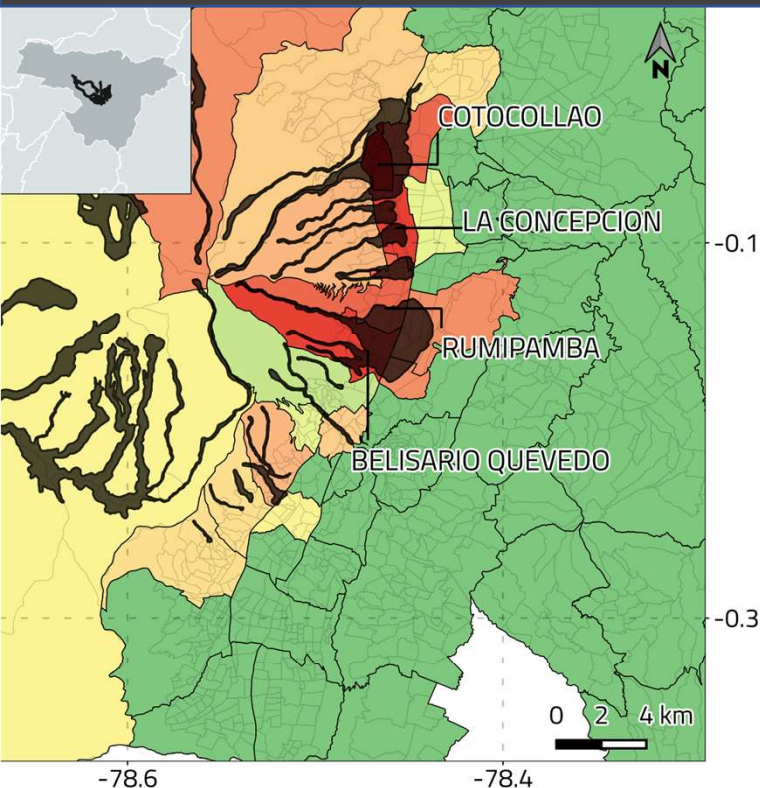 N
COTOCOLLAO
LA CONCEPCION
-0.1
RUMIPAMBA
BELISARIO QUEVEDO
-0.3
0 2 4 km
-78.6 -78.4